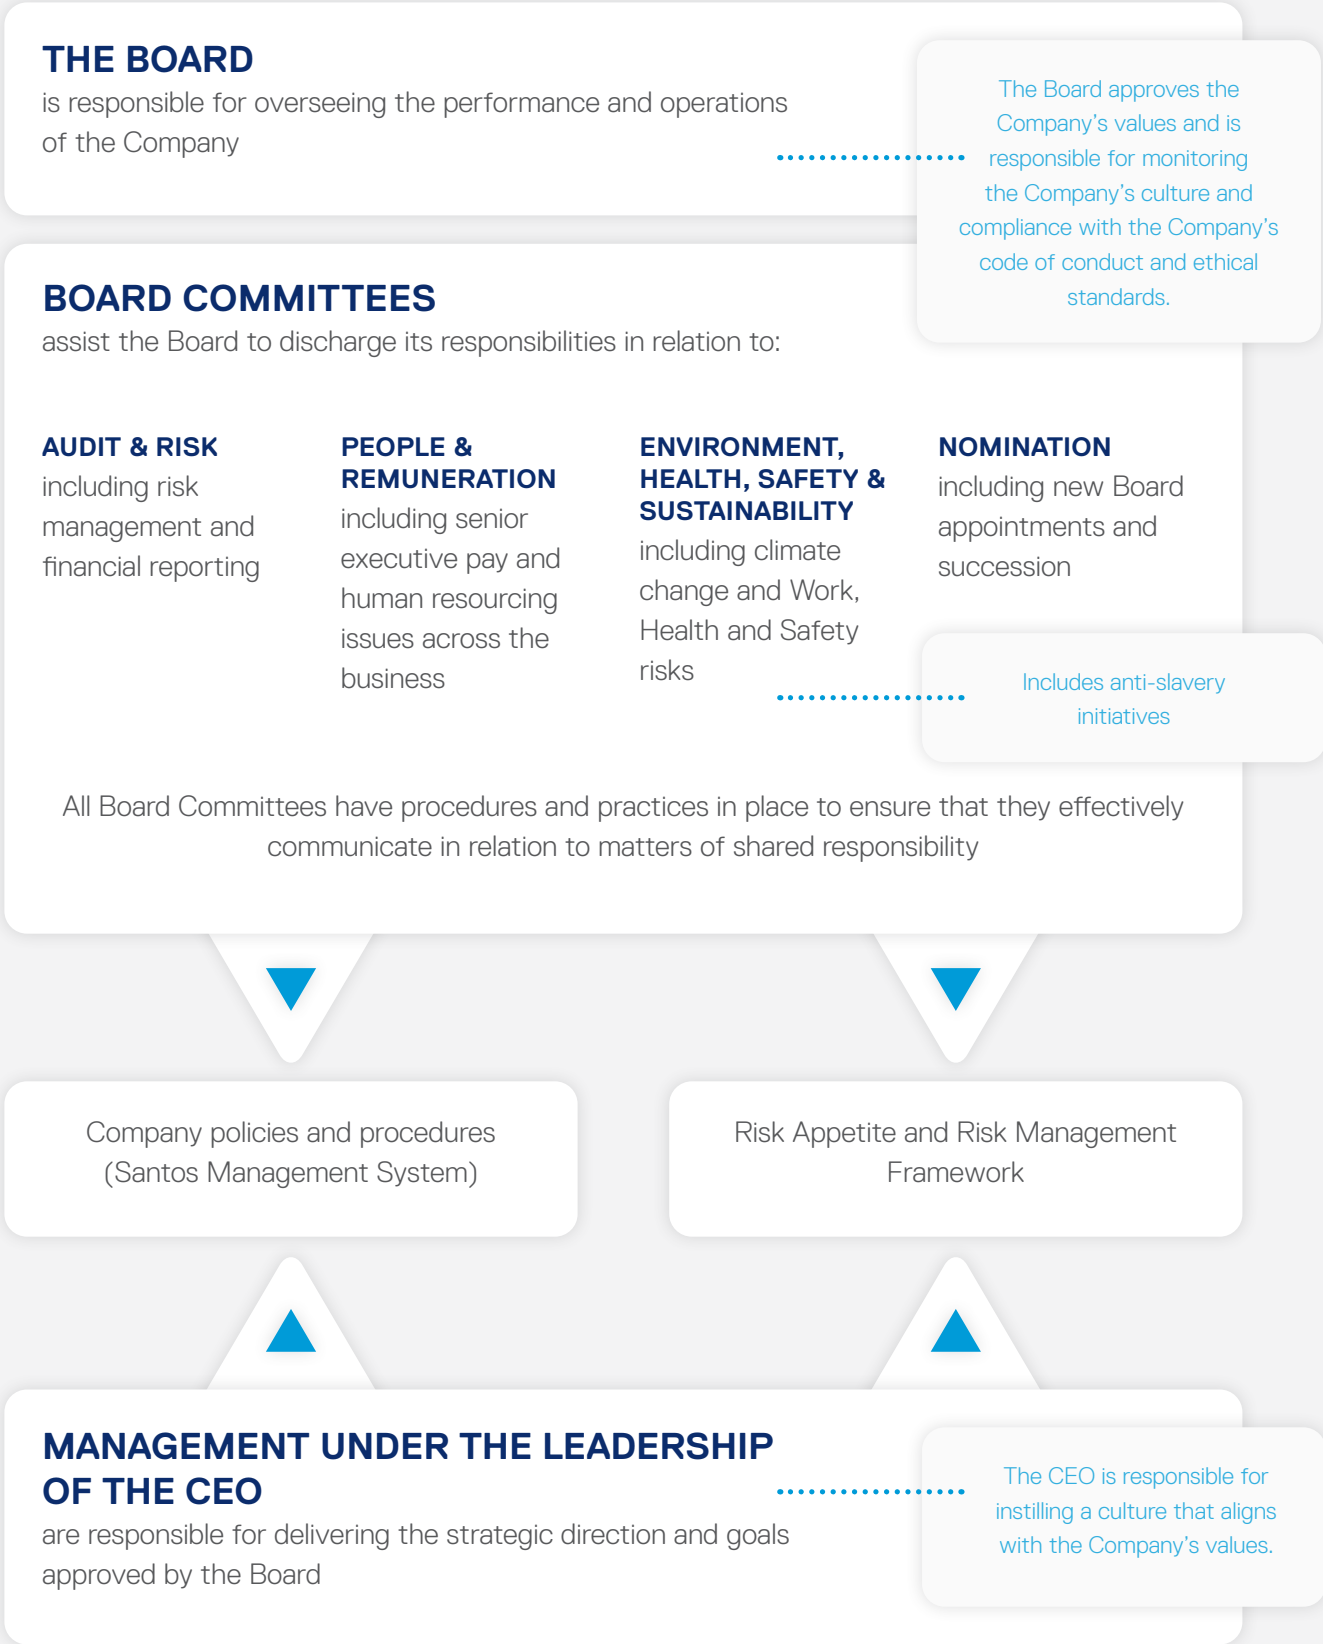 THE BOARD
is responsible for overseeing the performance and operations
of the Company
The Board approves the
Company’s values and is
responsible for monitoring
the Company’s culture and
compliance with the Company’s
code of conduct and ethical
standards.
BOARD COMMITTEES
assist the Board to discharge its responsibilities in relation to:
AUDIT & RISK
including risk
management and
financial reporting
PEOPLE &
REMUNERATION
including senior
executive pay and
human resourcing
issues across the
business
ENVIRONMENT,
HEALTH, SAFETY &
SUSTAINABILITY
including climate
change and Work,
Health and Safety
risks
NOMINATION
including new Board
appointments and
succession
Includes anti-slavery
initiatives
All Board Committees have procedures and practices in place to ensure that they effectively
communicate in relation to matters of shared responsibility
Company policies and procedures
(Santos Management System)
Risk Appetite and Risk Management
Framework
MANAGEMENT UNDER THE LEADERSHIP
OF THE CEO
are responsible for delivering the strategic direction and goals
approved by the Board
The CEO is responsible for
instilling a culture that aligns
with the Company’s values.